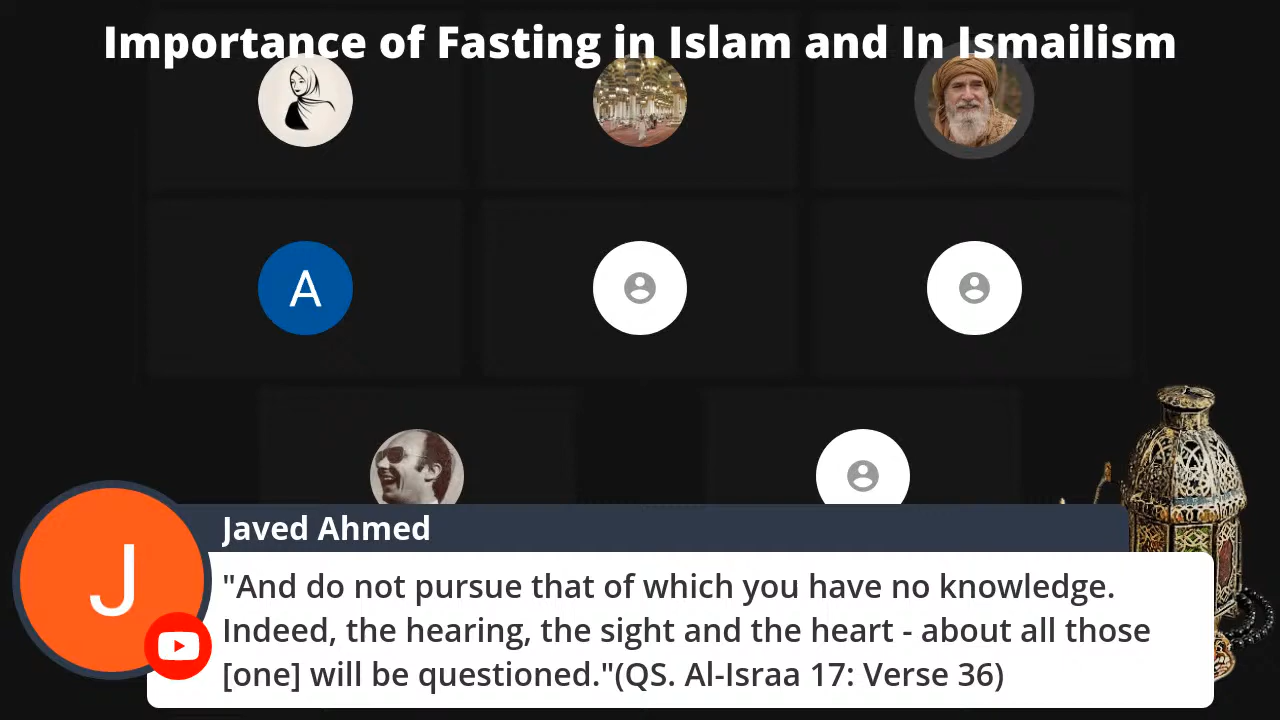 Importance of Fasting in Islam and In Ismailism
A
J
Javed Ahmed
"And do not pursue that of which you have no knowledge.
Indeed, the hearing, the sight and the heart - about all those
[one] will be questioned."(QS. Al-Israa 17: Verse 36)